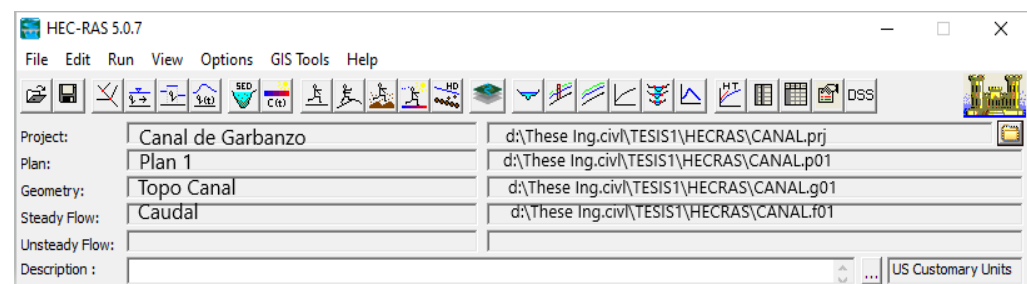 HEC-RAS 5.0.7
File Edit Run View Options GIS Tools Help
SED C(t) HD HT DSS
Project: Canal de Garbanzo d:\These Ing.civl\TESIS1\HECRAS\CANAL.prj
Plan: Plan 1 d:\These Ing.civl\TESIS1\HECRAS\CANAL.p01
Geometry: Topo Canal d:\These Ing.civl\TESIS1\HECRAS\CANAL.g01
Steady Flow: Caudal d:\These Ing.civl\TESIS1\HECRAS\CANAL.f01
Unsteady Flow:
Description : ... US Customary Units